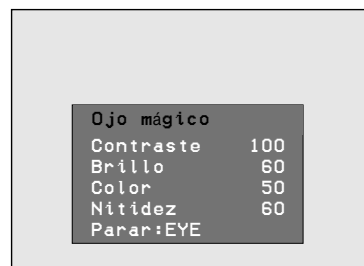 Ojo mágico
Contraste 100
Brillo 60
Color 50
Nitidez 60
Parar:EYE